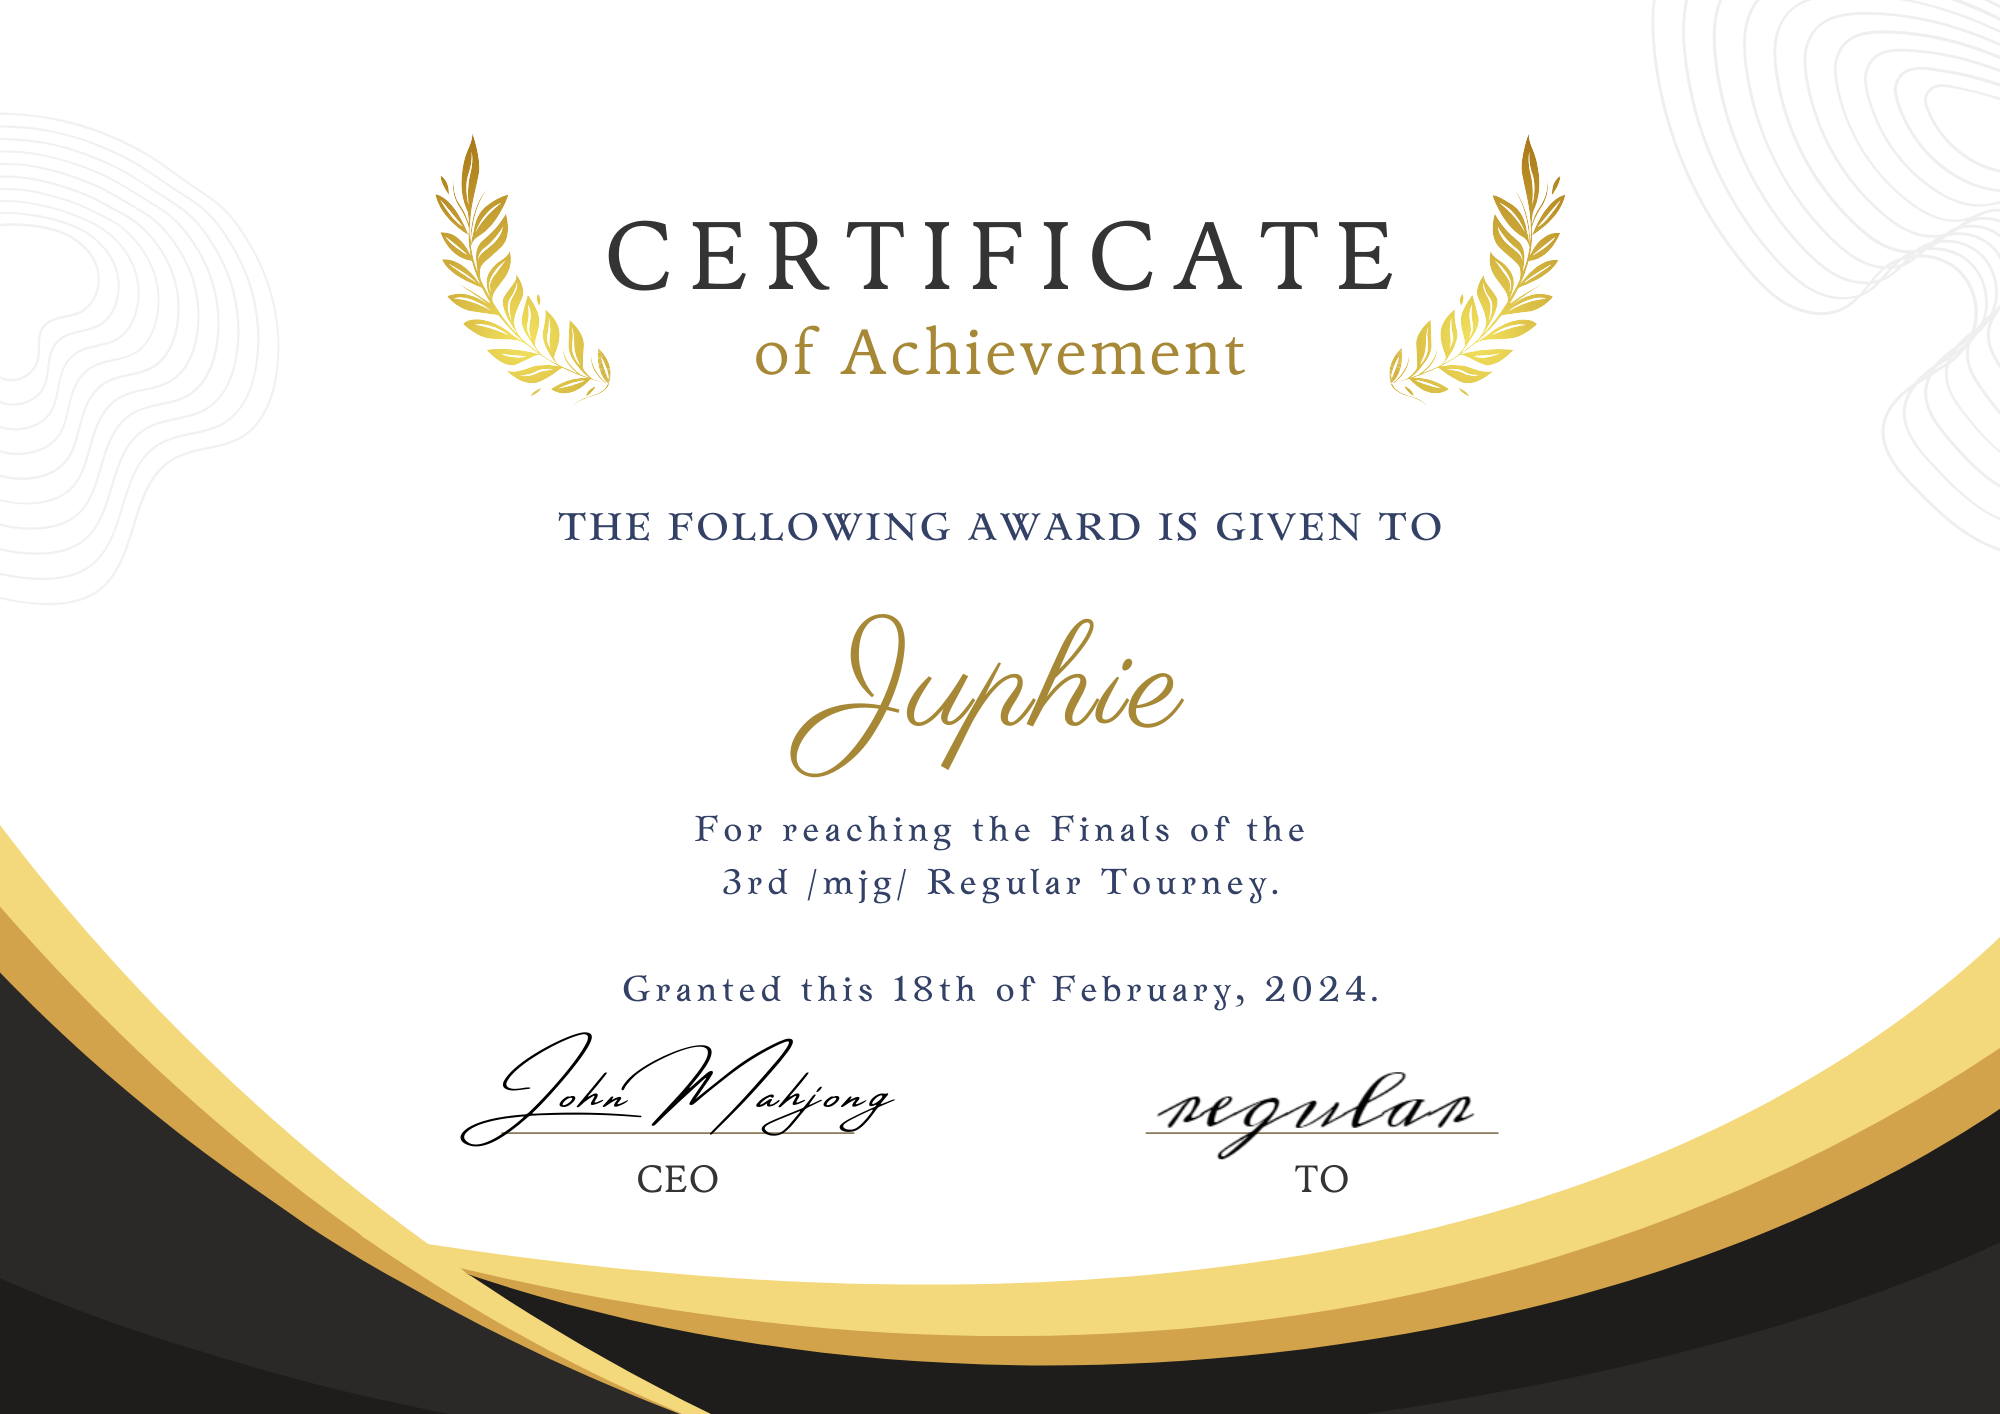 CERTIFICATE
of Achievement
THE FOLLOWING AWARD IS GIVEN TO
Juphie
For reaching the Finals of the
3rd /mjg/ Regular Tourney.
Granted this 18th of February, 2024.
John Mahjong
regular
CEO
TO